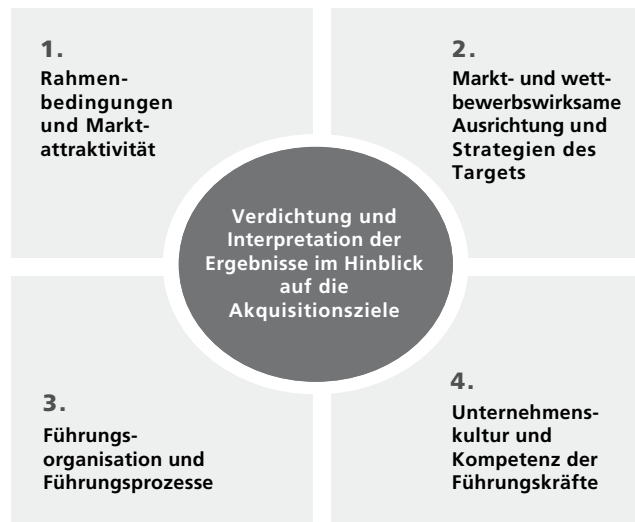 1.
Rahmen-
bedingungen
und Markt-
attraktivität
2.
Markt- und wett-
bewerbswirksame
Ausrichtung und
Strategien des
Targets
Verdichtung und
Interpretation der
Ergebnisse im Hinblick
auf die
Akquisitionsziele
3.
Führungs-
organisation und
Führungsprozesse
4.
Unternehmens-
kultur und
Kompetenz der
Führungskräfte